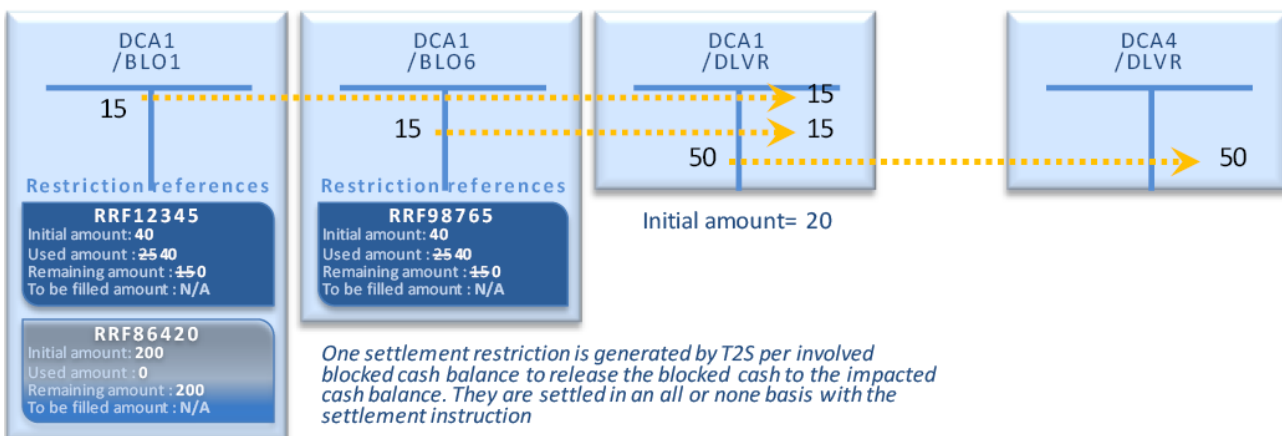 DCA1
/BLO1
DCA1
/BLO6
DCA1
/DLVR
DCA4
/DLVR
15
15
15
15
50
50
Restriction references
Restriction references
RRF12345
Initial amount: 40
Used amount : 25 40
Remaining amount : 15 0
To be filled amount : N/A
RRF98765
Initial amount: 40
Used amount : 25 40
Remaining amount : 15 0
To be filled amount : N/A
Initial amount= 20
RRF86420
Initial amount: 200
Used amount : 0
Remaining amount : 200
To be filled amount : N/A
One settlement restriction is generated by T2S per involved
blocked cash balance to release the blocked cash to the impacted
cash balance. They are settled in an all or none basis with the
settlement instruction